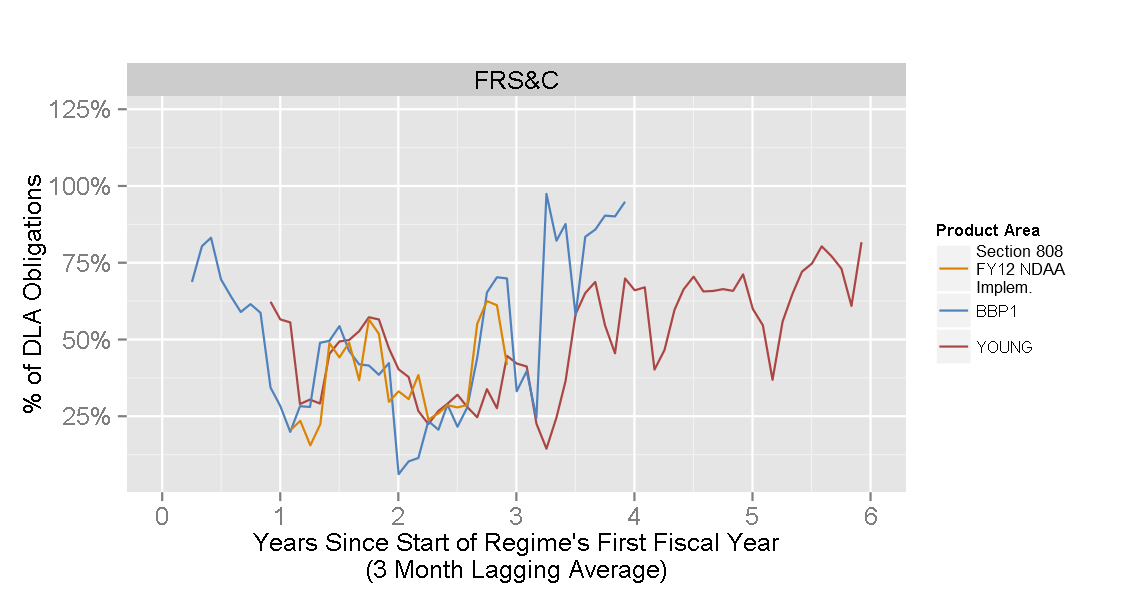 FRS&C
% of DLA Obligations
125%
100%
75%
50%
25%
0
1
2
3
4
5
6
Years Since Start of Regime's First Fiscal Year
(3 Month Lagging Average)
Product Area
Section 808
FY12 NDAA
Implem.
BBP1
YOUNG